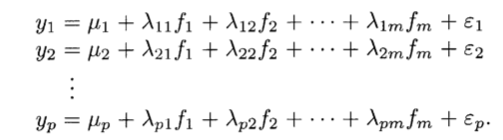 y₁ = μ₁ + λ₁₁f₁ + λ₁₂f₂ + ⋯ + λ₁ₘfₘ + ε₁
y₂ = μ₂ + λ₂₁f₁ + λ₂₂f₂ + ⋯ + λ₂ₘfₘ + ε₂
⋮
yₚ = μₚ + λₚ₁f₁ + λₚ₂f₂ + ⋯ + λₚₘfₘ + εₚ.